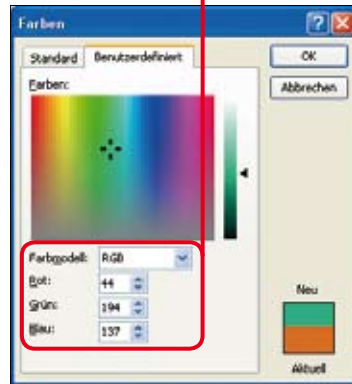 Farben
Standard Benutzerdefiniert
OK
Abbrechen
Farben:
Farbmodell: RGB
Rot: 44
Grün: 194
Blau: 137
Neu
Aktuell